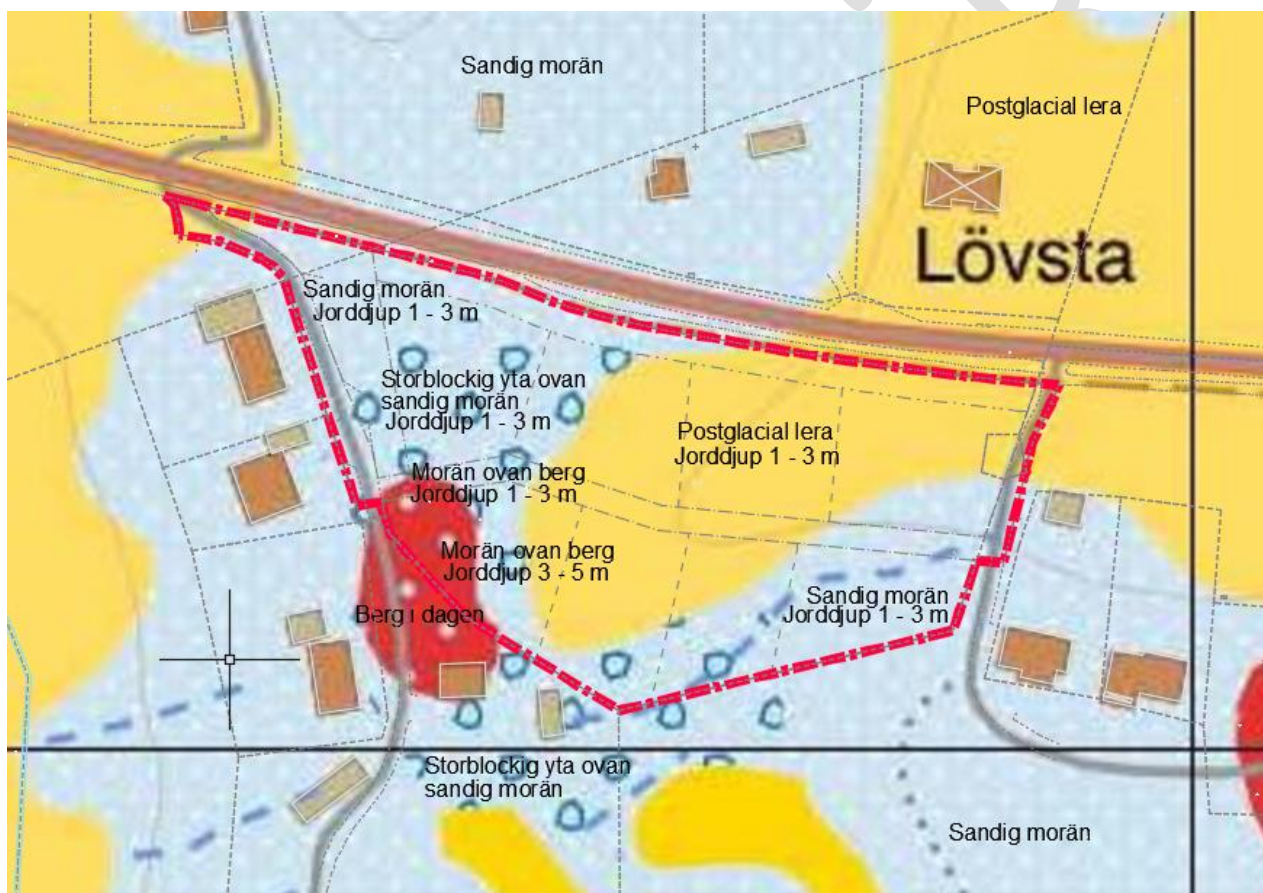 Sandig morän
Postglacial lera
Lövsta
Sandig morän
Jorddjup 1 - 3 m
Storblockig yta ovan
sandig morän
Jorddjup 1 - 3 m
Postglacial lera
Jorddjup 1 - 3 m
Morän ovan berg
Jorddjup 1 - 3 m
Morän ovan berg
Jorddjup 3 - 5 m
Berg i dagen
Sandig morän
Jorddjup 1 - 3 m
Storblockig yta ovan
sandig morän
Sandig morän